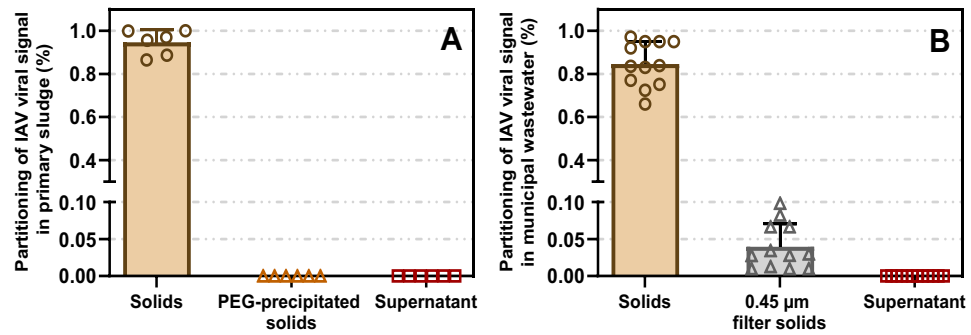 Partitioning of IAV viral signal
in primary sludge (%)
A
1.0
0.8
0.6
0.4
0.10
0.05
0.00
Solids
PEG-precipitated
solids
Supernatant
Partitioning of IAV viral signal
in municipal wastewater (%)
B
1.0
0.8
0.6
0.4
0.10
0.05
0.00
Solids
0.45 µm
filter solids
Supernatant